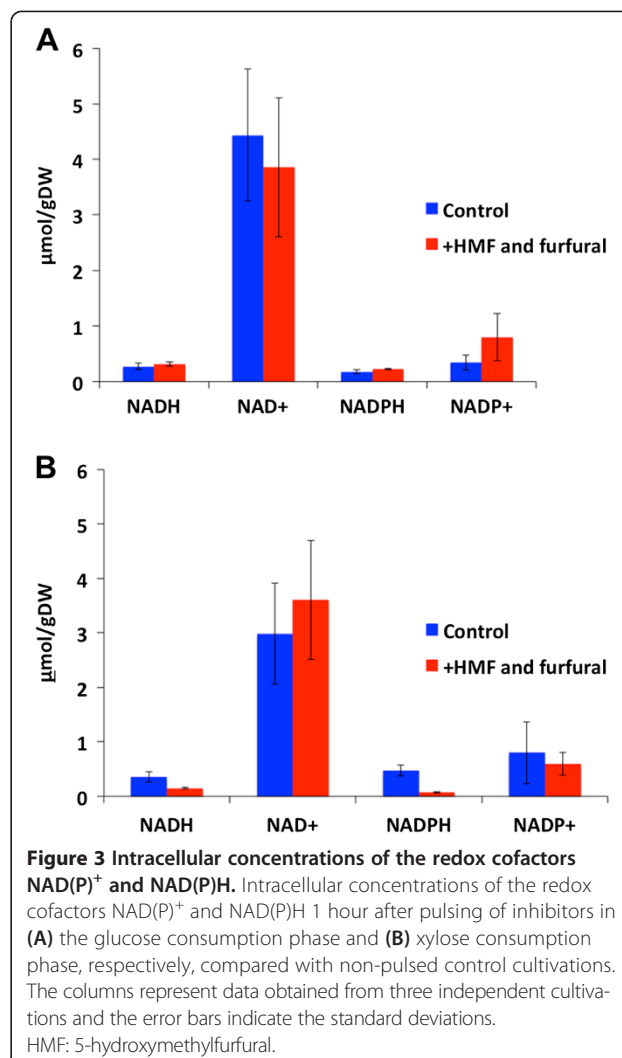 A
6
5
4
3
2
1
0
µmol/gDW
Control
+HMF and furfural
NADH NAD+ NADPH NADP+
B
6
5
4
3
2
1
0
µmol/gDW
Control
+HMF and furfural
NADH NAD+ NADPH NADP+
Figure 3 Intracellular concentrations of the redox cofactors
NAD(P)⁺ and NAD(P)H. Intracellular concentrations of the redox
cofactors NAD(P)⁺ and NAD(P)H 1 hour after pulsing of inhibitors in
(A) the glucose consumption phase and (B) xylose consumption
phase, respectively, compared with non-pulsed control cultivations.
The columns represent data obtained from three independent cultiva-
tions and the error bars indicate the standard deviations.
HMF: 5-hydroxymethylfurfural.